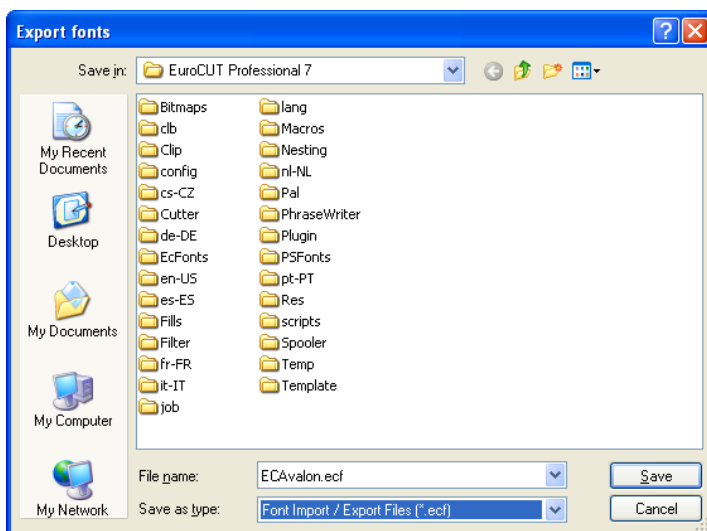 Export fonts
Save in:
EuroCUT Professional 7
My Recent
Documents
Desktop
My Documents
My Computer
My Network
Bitmaps
clb
Clip
config
cs-CZ
Cutter
de-DE
EcFonts
en-US
es-ES
Fills
Filter
fr-FR
it-IT
job
lang
Macros
Nesting
nl-NL
Pal
PhraseWriter
Plugin
PSFonts
pt-PT
Res
scripts
Spooler
Temp
Template
File name:
ECAvalon.ecf
Save
Save as type:
Font Import / Export Files (*.ecf)
Cancel